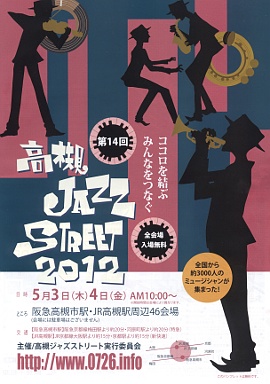 第14回
高槻
JAZZ
STREET
2012
ココロを結ぶ
みんなをつなぐ
全会場
入場無料
全国から
約3000人の
ミュージシャンが
集まった!
5月3日(木)4日(金) AM10:00〜
ところ 阪急高槻市駅・JR高槻駅周辺46会場
主催/高槻ジャズストリート実行委員会
http://www.0726.info